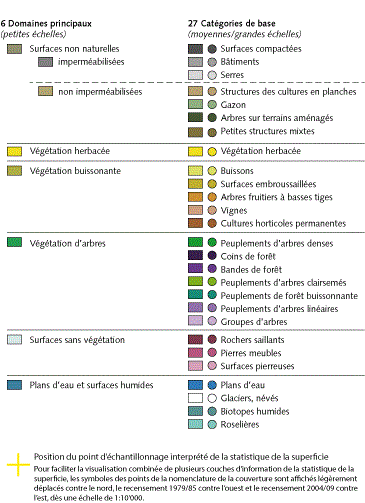 6 Domaines principaux
(petites échelles)
27 Catégories de base
(moyennes/grandes échelles)
Surfaces non naturelles
imperméabilisées
Surfaces compactées
Bâtiments
Serres
non imperméabilisées
Structures des cultures en planches
Gazon
Arbres sur terrains aménagés
Petites structures mixtes
Végétation herbacée
Végétation herbacée
Végétation buissonante
Buissons
Surfaces embroussaillées
Arbres fruitiers à basses tiges
Vignes
Cultures horticoles permanentes
Végétation d'arbres
Peuplements d'arbres denses
Coins de forêt
Bandes de forêt
Peuplements d'arbres clairsemés
Peuplements de forêt buissonnante
Peuplements d'arbres linéaires
Groupes d'arbres
Surfaces sans végétation
Rochers saillants
Pierres meubles
Surfaces pierreuses
Plans d'eau et surfaces humides
Plans d'eau
Glaciers, névés
Biotopes humides
Roselières
Position du point d'échantillonnage interprété de la statistique de la superficie
Pour faciliter la visualisation combinée de plusieurs couches d'information de la statistique de la
superficie, les symboles des points de la nomenclature de la couverture sont affichés légèrement
déplacés contre le nord, le recensement 1979/85 contre l'ouest et le recensement 2004/09 contre
l'est, dès une échelle de 1:10'000.